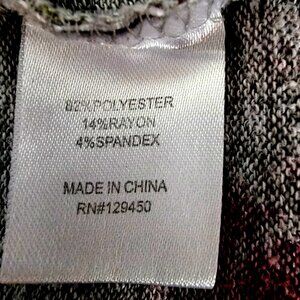 82%POLYESTER
14%RAYON
4%SPANDEX
MADE IN CHINA
RN#129450